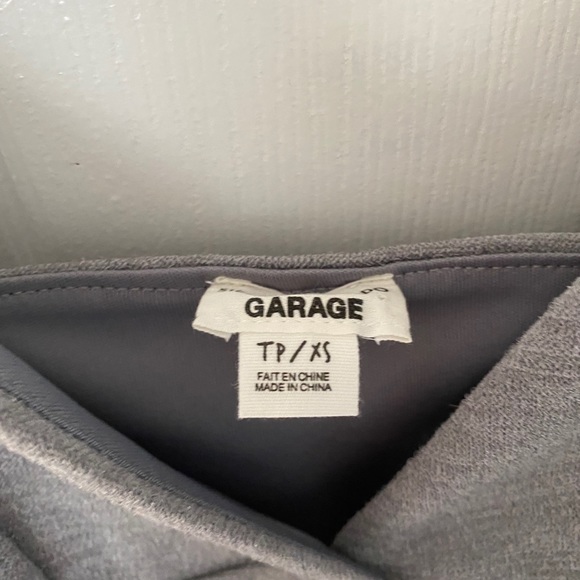 GARAGE
TP/XS
FAIT EN CHINE
MADE IN CHINA